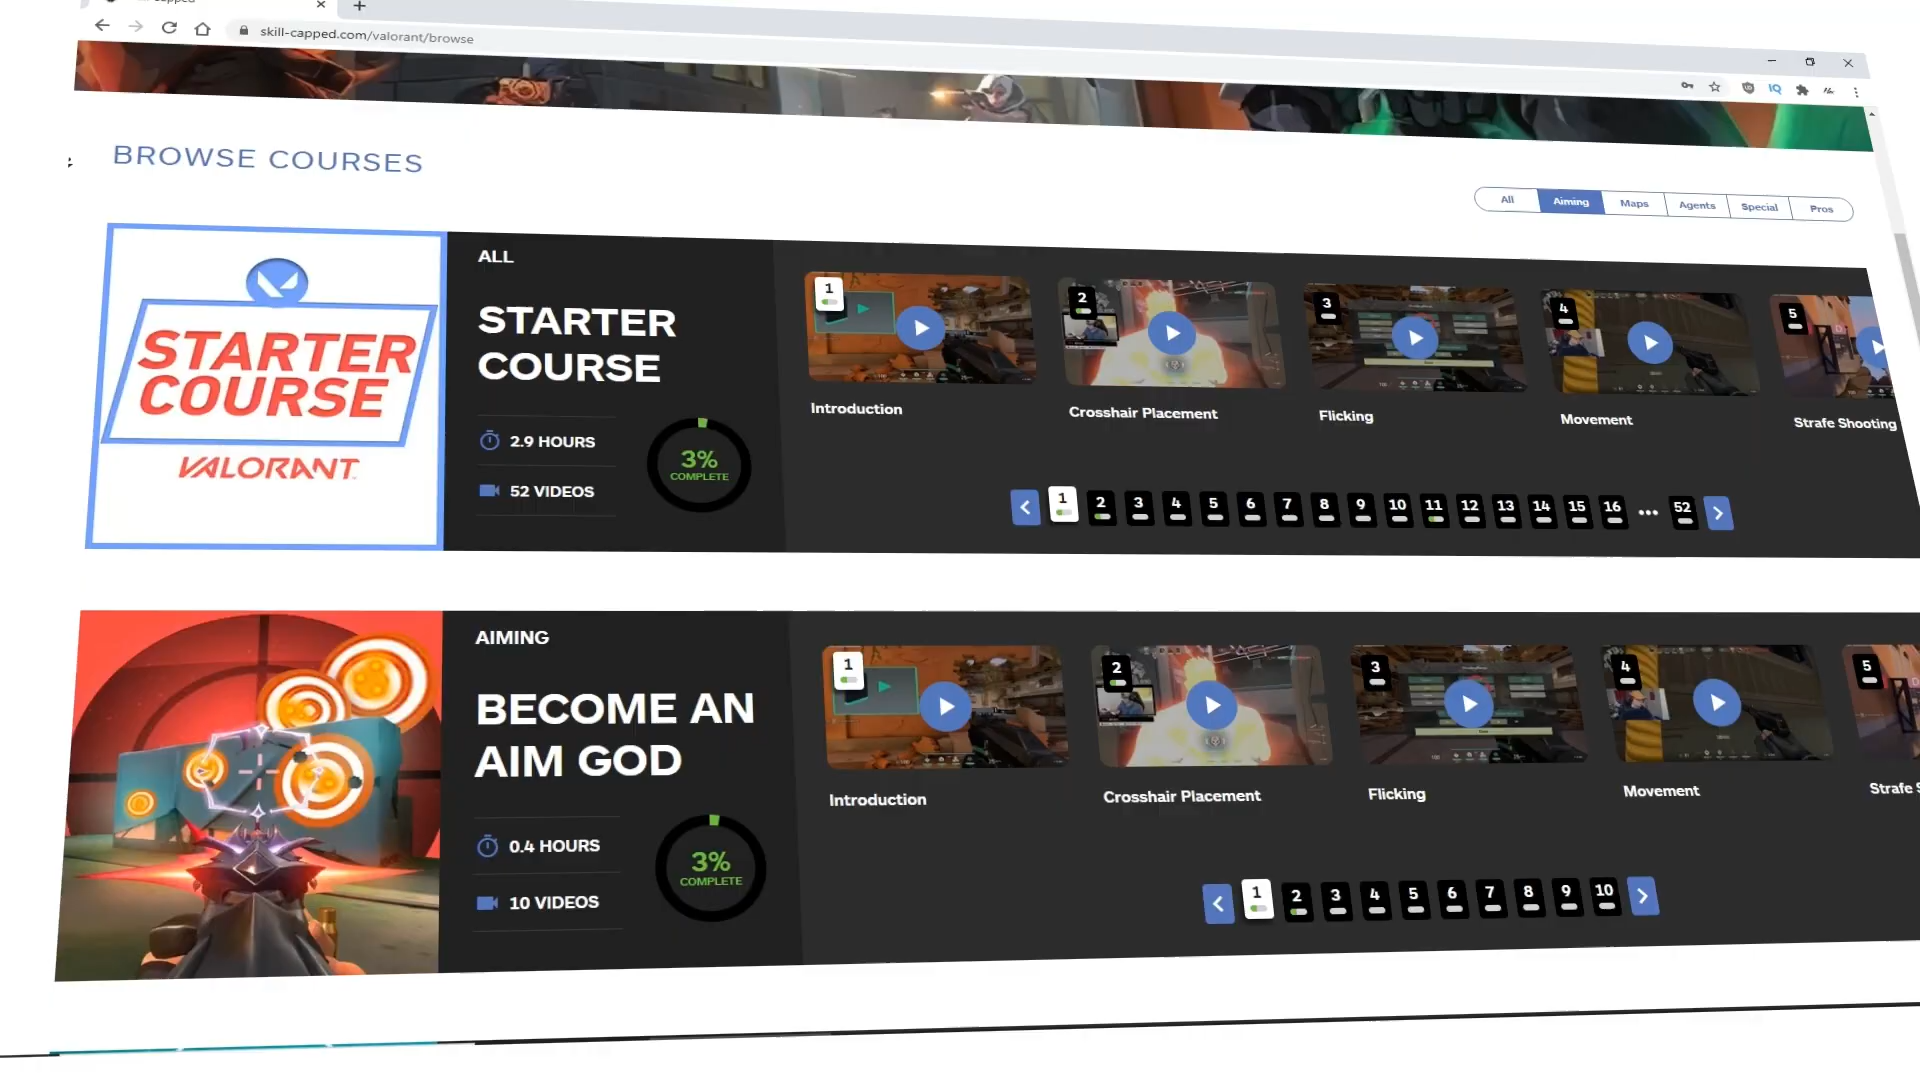 skill-capped.com/valorant/browse
IQ
BROWSE COURSES
All Aiming Maps Agents Special Pros
STARTER
COURSE
VALORANT
ALL
STARTER
COURSE
2.9 HOURS
52 VIDEOS
3%
COMPLETE
1 2 3 4 5
Introduction Crosshair Placement Flicking Movement Strafe Shooting
1 2 3 4 5 6 7 8 9 10 11 12 13 14 15 16 ••• 52
AIMING
BECOME AN
AIM GOD
0.4 HOURS
10 VIDEOS
3%
COMPLETE
1 2 3 4 5
Introduction Crosshair Placement Flicking Movement Strafe S
1 2 3 4 5 6 7 8 9 10